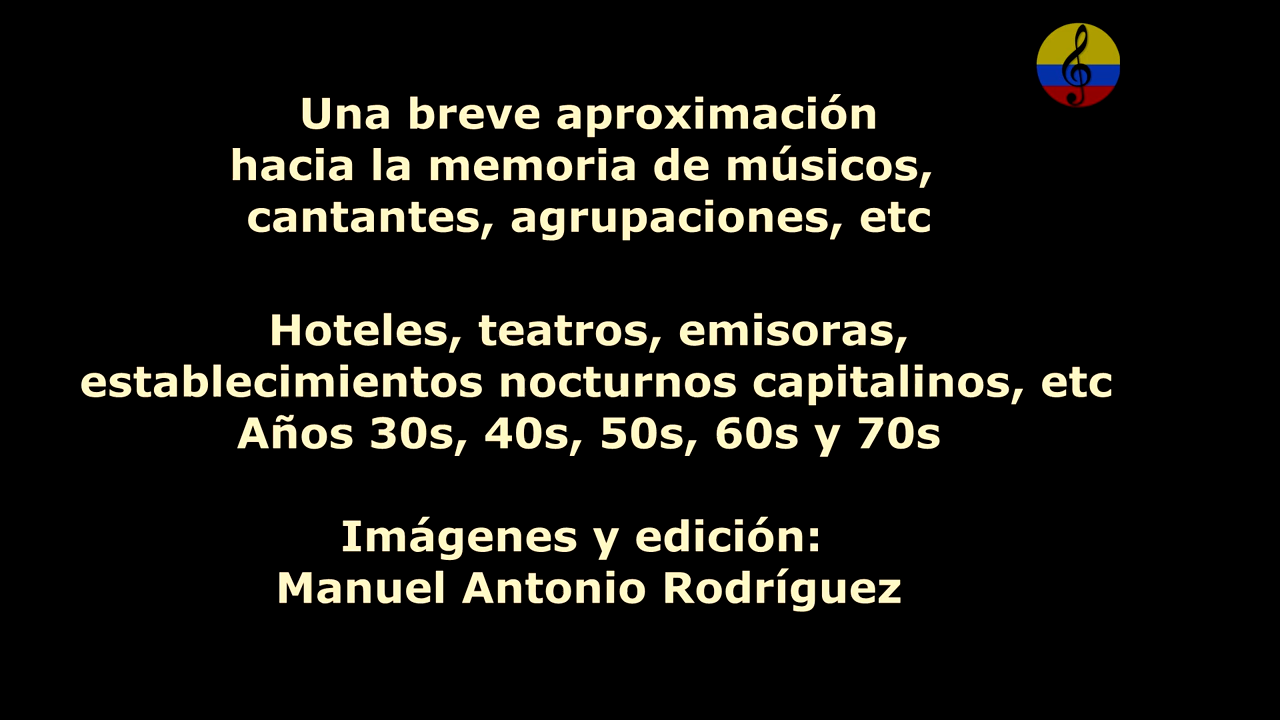 Una breve aproximación
hacia la memoria de músicos,
cantantes, agrupaciones, etc
Hoteles, teatros, emisoras,
establecimientos nocturnos capitalinos, etc
Años 30s, 40s, 50s, 60s y 70s
Imágenes y edición:
Manuel Antonio Rodríguez